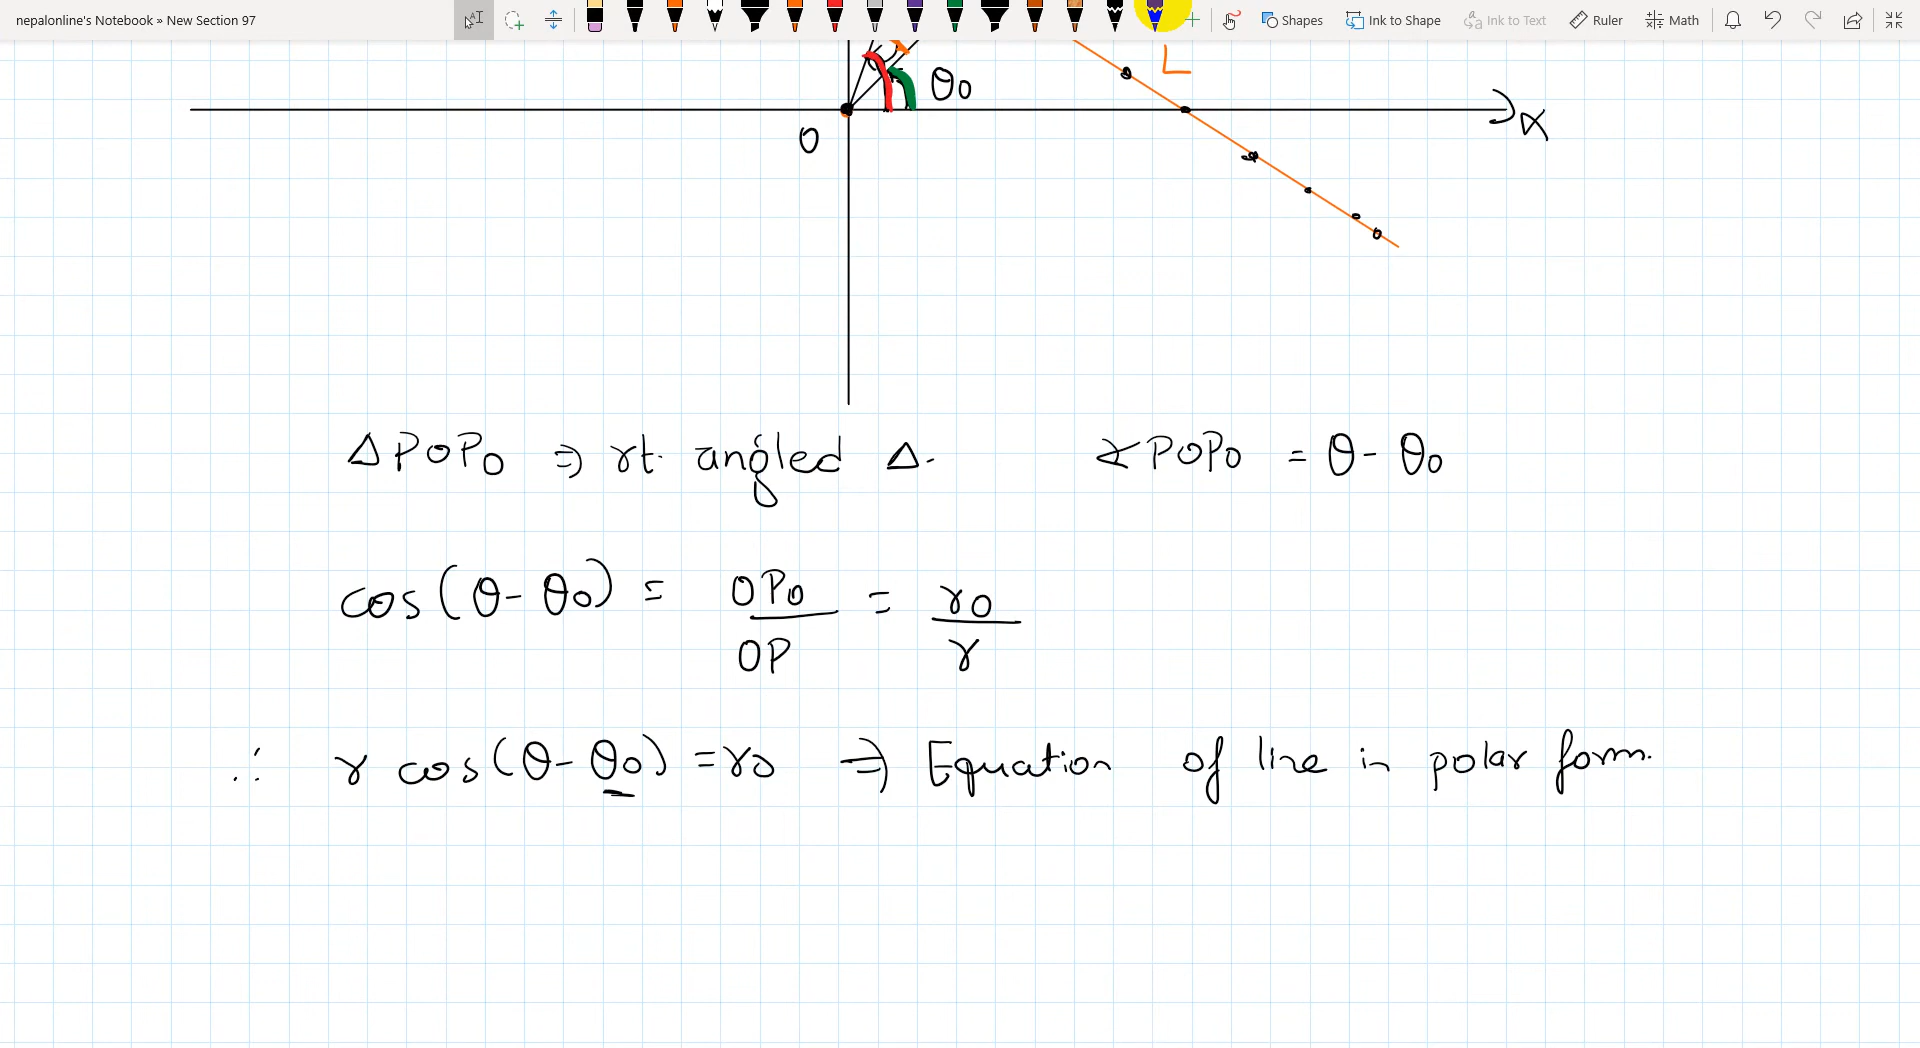 nepalonline's Notebook » New Section 97
Shapes Ink to Shape Ink to Text Ruler Math
L
θ0
O
x
ΔPOP0 ⇒ rt. angled Δ. ∠POP0 = θ - θ0
cos(θ - θ0) = OP0/OP = r0/r
∴ r cos(θ - θ0) = r0 ⇒ Equation of line in polar form.